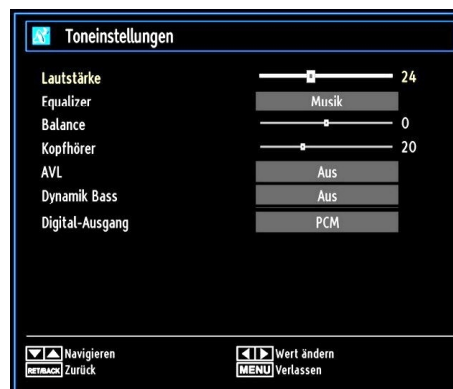 Toneinstellungen
Lautstärke 24
Equalizer Musik
Balance 0
Kopfhörer 20
AVL Aus
Dynamik Bass Aus
Digital-Ausgang PCM
Navigieren Wert ändern
RET/BACK Zurück MENU Verlassen